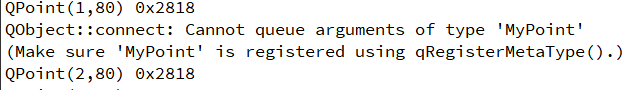 QPoint(1,80) 0x2818
QObject::connect: Cannot queue arguments of type 'MyPoint'
(Make sure 'MyPoint' is registered using qRegisterMetaType().)
QPoint(2,80) 0x2818